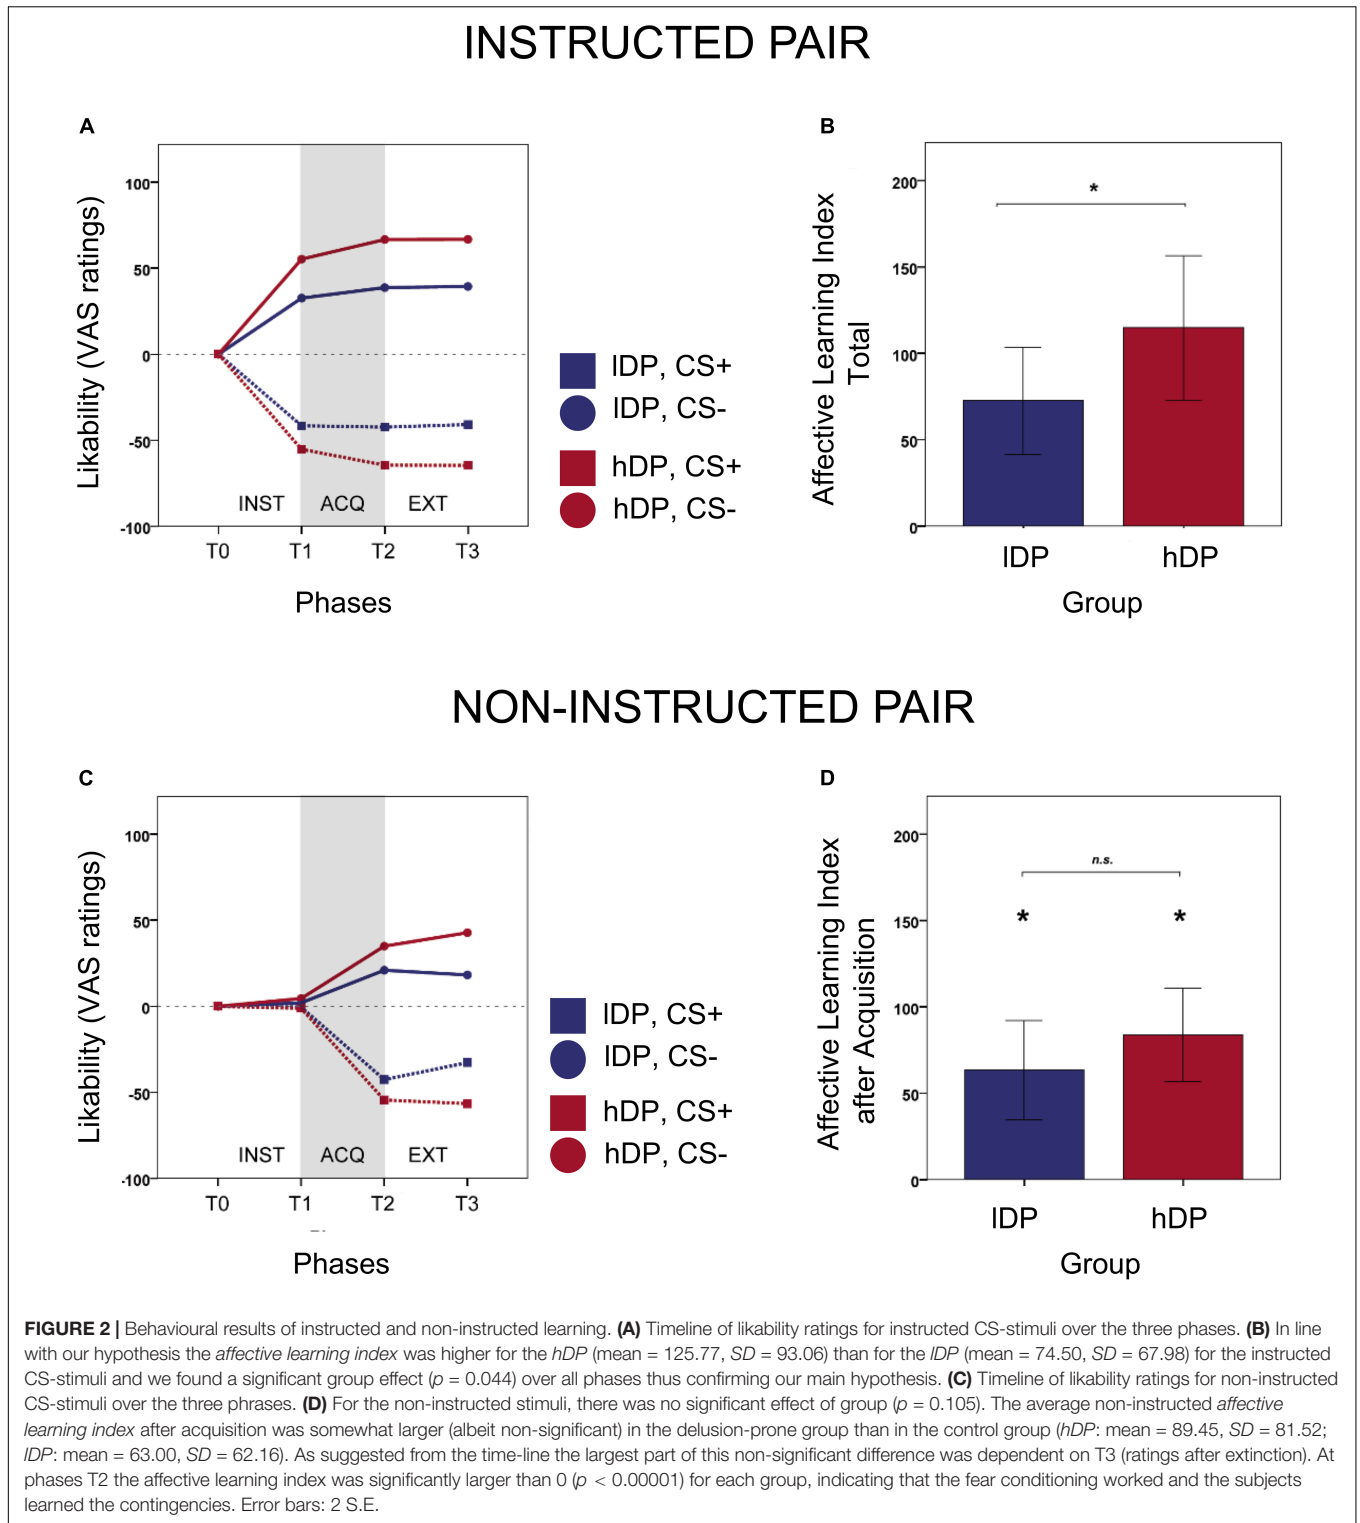 INSTRUCTED PAIR
A
Likability (VAS ratings)
100
50
0
-50
-100
INST
ACQ
EXT
T0
T1
T2
T3
Phases
lDP, CS+
lDP, CS-
hDP, CS+
hDP, CS-
B
Affective Learning Index
Total
200
150
100
50
0
*
lDP
hDP
Group
NON-INSTRUCTED PAIR
C
Likability (VAS ratings)
100
50
0
-50
-100
INST
ACQ
EXT
T0
T1
T2
T3
Phases
lDP, CS+
lDP, CS-
hDP, CS+
hDP, CS-
D
Affective Learning Index
after Acquisition
200
150
100
50
0
n.s.
*
*
lDP
hDP
Group
FIGURE 2 | Behavioural results of instructed and non-instructed learning. (A) Timeline of likability ratings for instructed CS-stimuli over the three phases. (B) In line
with our hypothesis the affective learning index was higher for the hDP (mean = 125.77, SD = 93.06) than for the lDP (mean = 74.50, SD = 67.98) for the instructed
CS-stimuli and we found a significant group effect (p = 0.044) over all phases thus confirming our main hypothesis. (C) Timeline of likability ratings for non-instructed
CS-stimuli over the three phrases. (D) For the non-instructed stimuli, there was no significant effect of group (p = 0.105). The average non-instructed affective
learning index after acquisition was somewhat larger (albeit non-significant) in the delusion-prone group than in the control group (hDP: mean = 89.45, SD = 81.52;
lDP: mean = 63.00, SD = 62.16). As suggested from the time-line the largest part of this non-significant difference was dependent on T3 (ratings after extinction). At
phases T2 the affective learning index was significantly larger than 0 (p < 0.00001) for each group, indicating that the fear conditioning worked and the subjects
learned the contingencies. Error bars: 2 S.E.